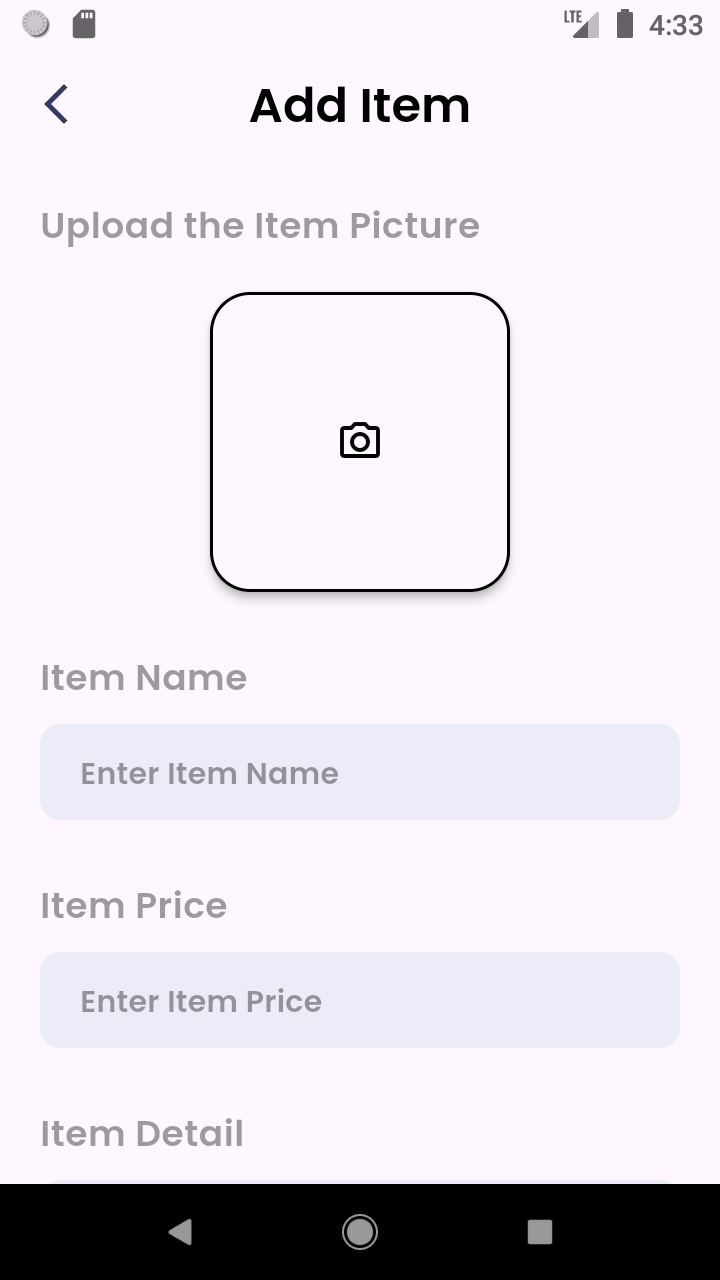 LTE 4:33
Add Item
Upload the Item Picture
Item Name
Enter Item Name
Item Price
Enter Item Price
Item Detail